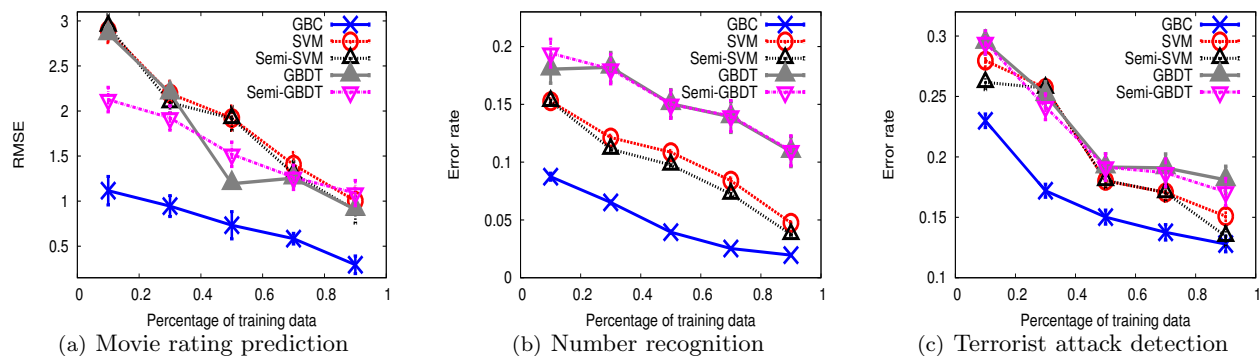 GBC
SVM
Semi-SVM
GBDT
Semi-GBDT
3
2.5
2
1.5
1
0.5
RMSE
0 0.2 0.4 0.6 0.8 1
Percentage of training data
(a) Movie rating prediction
GBC
SVM
Semi-SVM
GBDT
Semi-GBDT
0.2
0.15
0.1
0.05
0
Error rate
0 0.2 0.4 0.6 0.8 1
Percentage of training data
(b) Number recognition
GBC
SVM
Semi-SVM
GBDT
Semi-GBDT
0.3
0.25
0.2
0.15
0.1
Error rate
0 0.2 0.4 0.6 0.8 1
Percentage of training data
(c) Terrorist attack detection